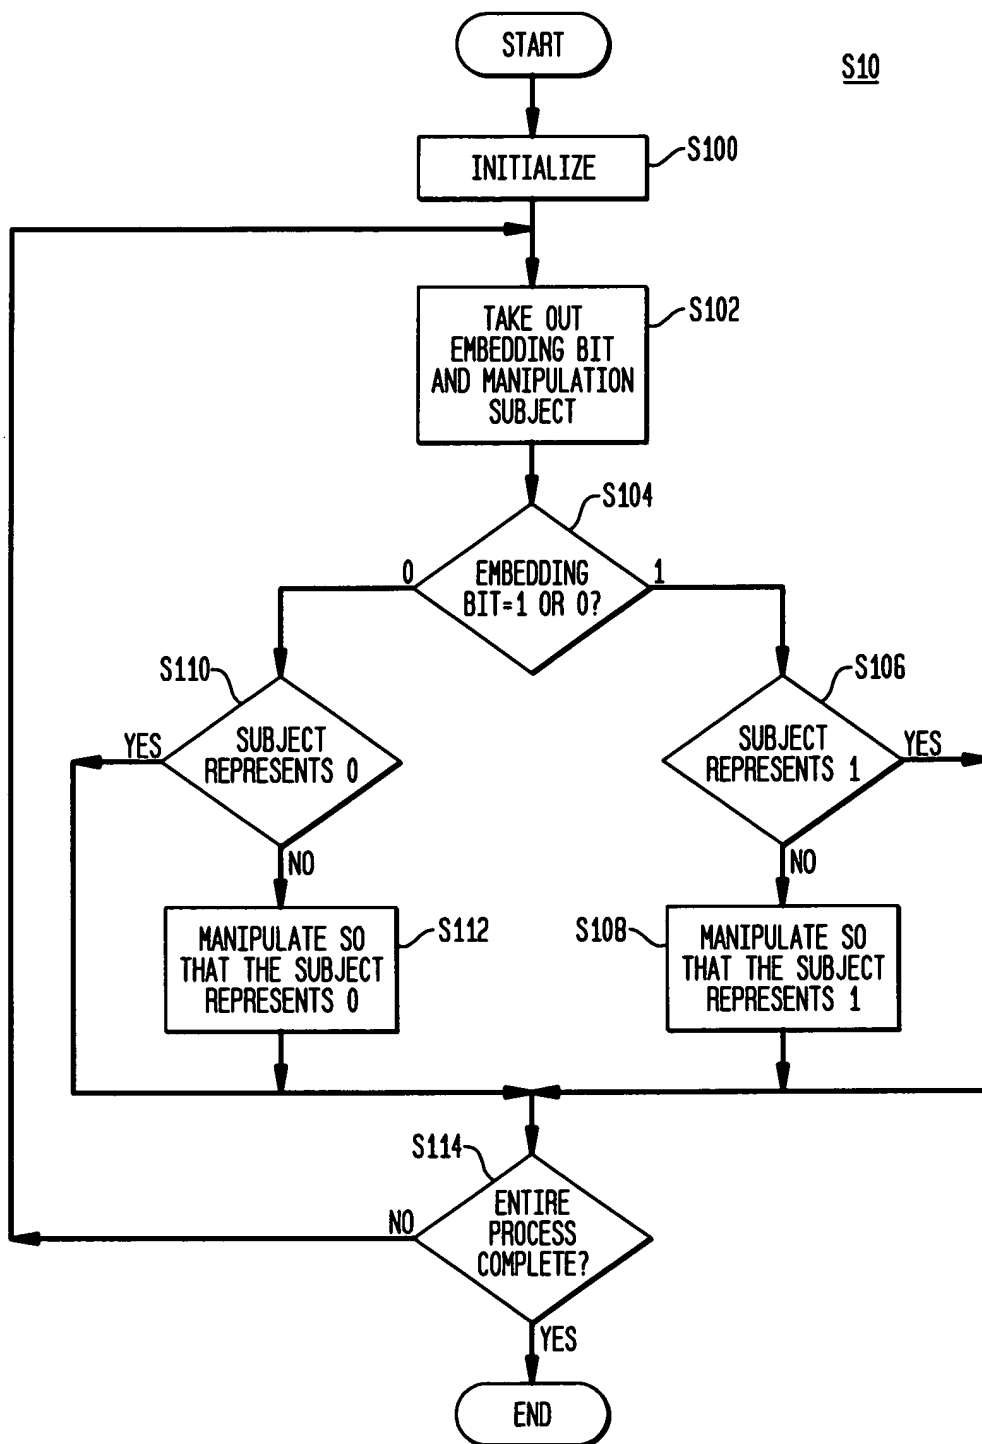 START
S10
INITIALIZE
S100
TAKE OUT
EMBEDDING BIT
AND MANIPULATION
SUBJECT
S102
S104
0
EMBEDDING
BIT=1 OR 0?
1
S110
S106
YES
SUBJECT
REPRESENTS 0
SUBJECT
REPRESENTS 1
YES
NO
NO
MANIPULATE SO
THAT THE SUBJECT
REPRESENTS 0
S112
S108
MANIPULATE SO
THAT THE SUBJECT
REPRESENTS 1
S114
NO
ENTIRE
PROCESS
COMPLETE?
YES
END